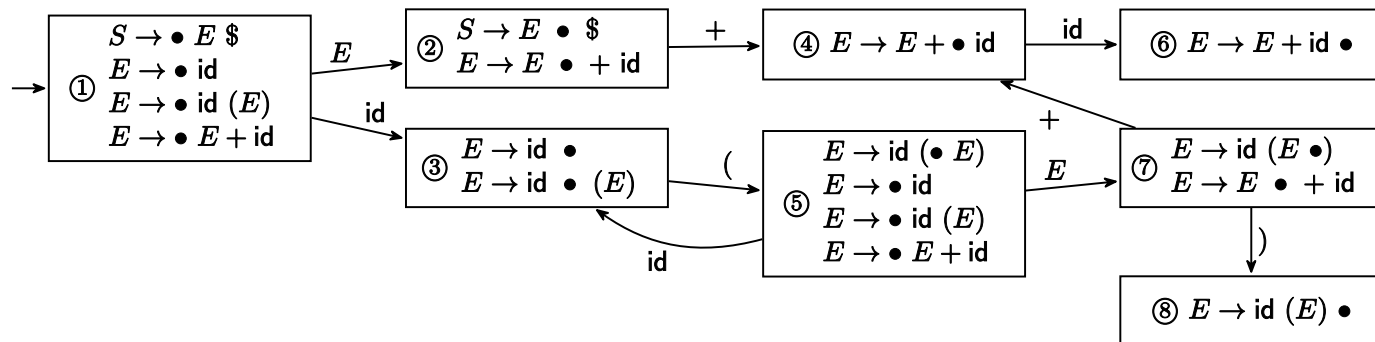 ① S → ● E $
E → ● id
E → ● id (E)
E → ● E + id
E
id
② S → E ● $
E → E ● + id
+
④ E → E + ● id
id
⑥ E → E + id ●
③ E → id ●
E → id ● (E)
(
id
⑤ E → id (● E)
E → ● id
E → ● id (E)
E → ● E + id
+
E
⑦ E → id (E ●)
E → E ● + id
)
⑧ E → id (E) ●